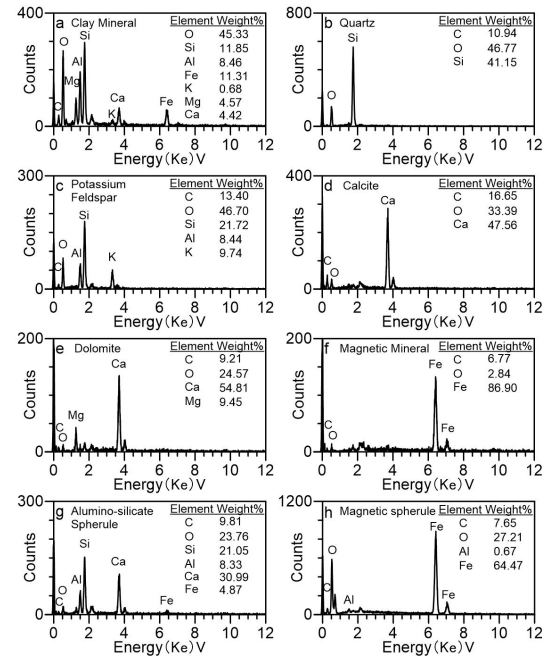 a Clay Mineral
Element Weight%
O 45.33
Si 11.85
Al 8.46
Fe 11.31
K 0.68
Mg 4.57
Ca 4.42
400
200
0
Counts
C
O
Mg
Al
Si
K
Ca
Fe
0 2 4 6 8 10 12
Energy(Ke)V
b Quartz
Element Weight%
C 10.94
O 46.77
Si 41.15
800
0
Counts
O
Si
0 2 4 6 8 10 12
Energy(Ke)V
c Potassium
Feldspar
Element Weight%
C 13.40
O 46.70
Si 21.72
Al 8.44
K 9.74
300
0
Counts
C
O
Al
Si
K
0 2 4 6 8 10 12
Energy(Ke)V
d Calcite
Element Weight%
C 16.65
O 33.39
Ca 47.56
400
0
Counts
C
O
Ca
0 2 4 6 8 10 12
Energy(Ke)V
e Dolomite
Element Weight%
C 9.21
O 24.57
Ca 54.81
Mg 9.45
200
0
Counts
C
O
Mg
Ca
0 2 4 6 8 10 12
Energy(Ke)V
f Magnetic Mineral
Element Weight%
C 6.77
O 2.84
Fe 86.90
200
0
Counts
C
O
Fe
Fe
0 2 4 6 8 10 12
Energy(Ke)V
g Alumino-silicate
Spherule
Element Weight%
C 9.81
O 23.76
Si 21.05
Al 8.33
Ca 30.99
Fe 4.87
300
0
Counts
C
O
Al
Si
Ca
Fe
0 2 4 6 8 10 12
Energy(Ke)V
h Magnetic spherule
Element Weight%
C 7.65
O 27.21
Al 0.67
Fe 64.47
1200
0
Counts
C
O
Al
Fe
Fe
0 2 4 6 8 10 12
Energy(Ke)V